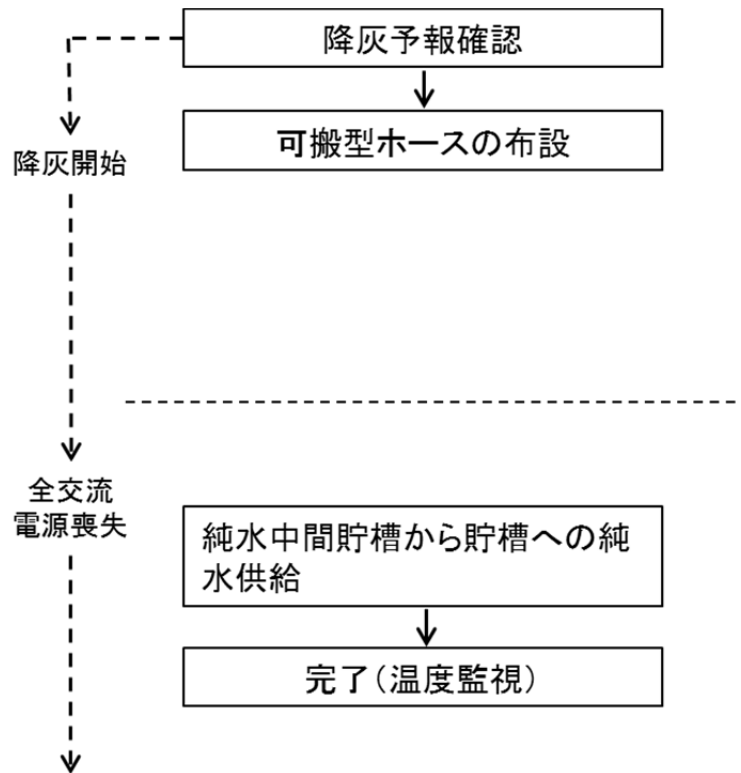 降灰予報確認
可搬型ホースの布設
降灰開始
全交流
電源喪失
純水中間貯槽から貯槽への純
水供給
完了（温度監視）